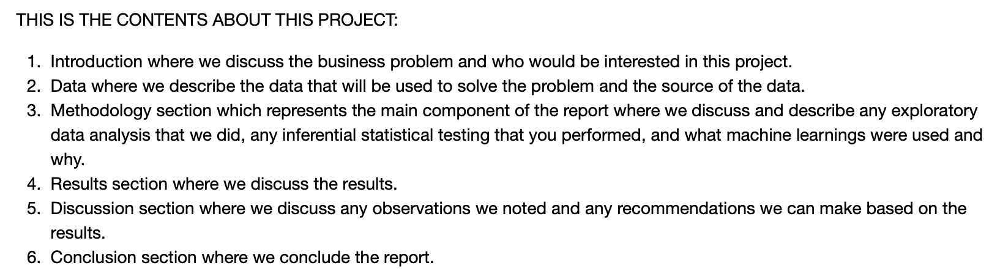 THIS IS THE CONTENTS ABOUT THIS PROJECT:
1. Introduction where we discuss the business problem and who would be interested in this project.
2. Data where we describe the data that will be used to solve the problem and the source of the data.
3. Methodology section which represents the main component of the report where we discuss and describe any exploratory
data analysis that we did, any inferential statistical testing that you performed, and what machine learnings were used and
why.
4. Results section where we discuss the results.
5. Discussion section where we discuss any observations we noted and any recommendations we can make based on the
results.
6. Conclusion section where we conclude the report.